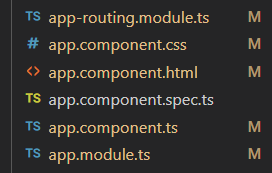 TS app-routing.module.ts M
# app.component.css M
<> app.component.html M
TS app.component.spec.ts
TS app.component.ts M
TS app.module.ts M